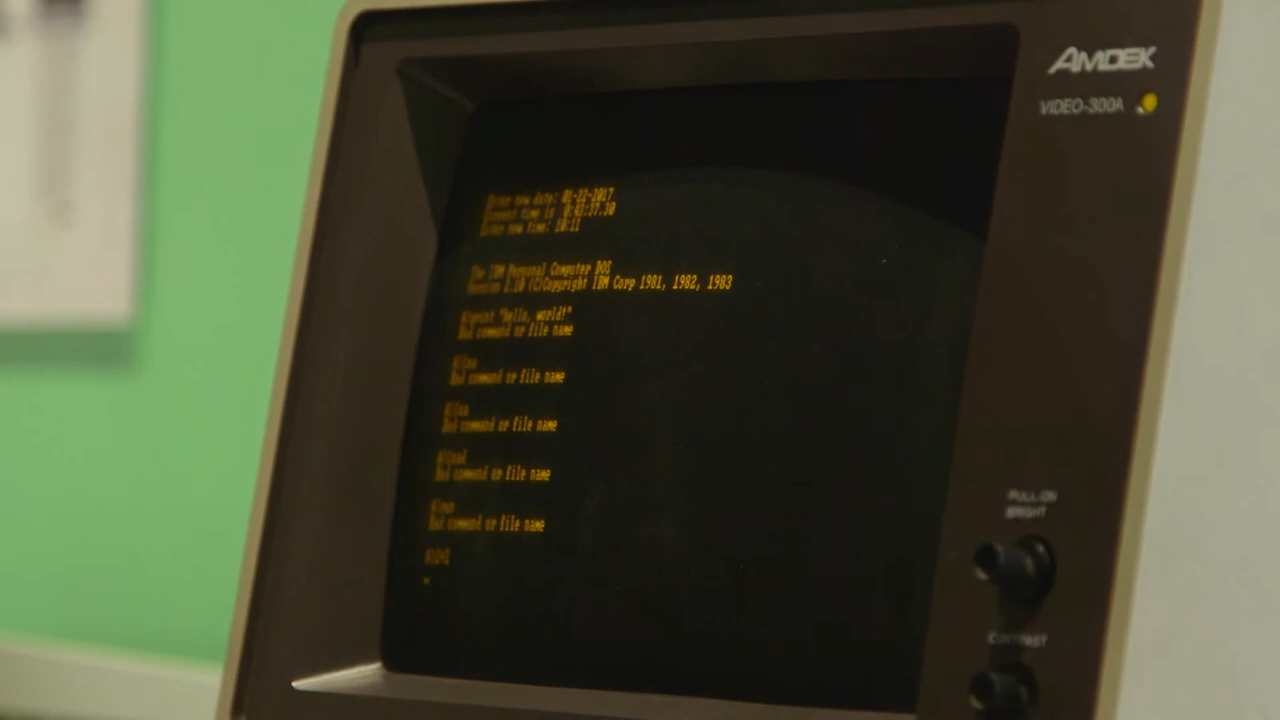 AMDEK
VIDEO-300A
Enter new date: 01-22-2017
Current time is 0:43:37.30
Enter new time: 10:11
The IBM Personal Computer DOS
Version 2.10 (C)Copyright IBM Corp 1981, 1982, 1983
A>print "hello, world!"
Bad command or file name
Bad command or file name
Bad command or file name
Bad command or file name
Bad command or file name
PULL-ON
BRIGHT
CONTRAST